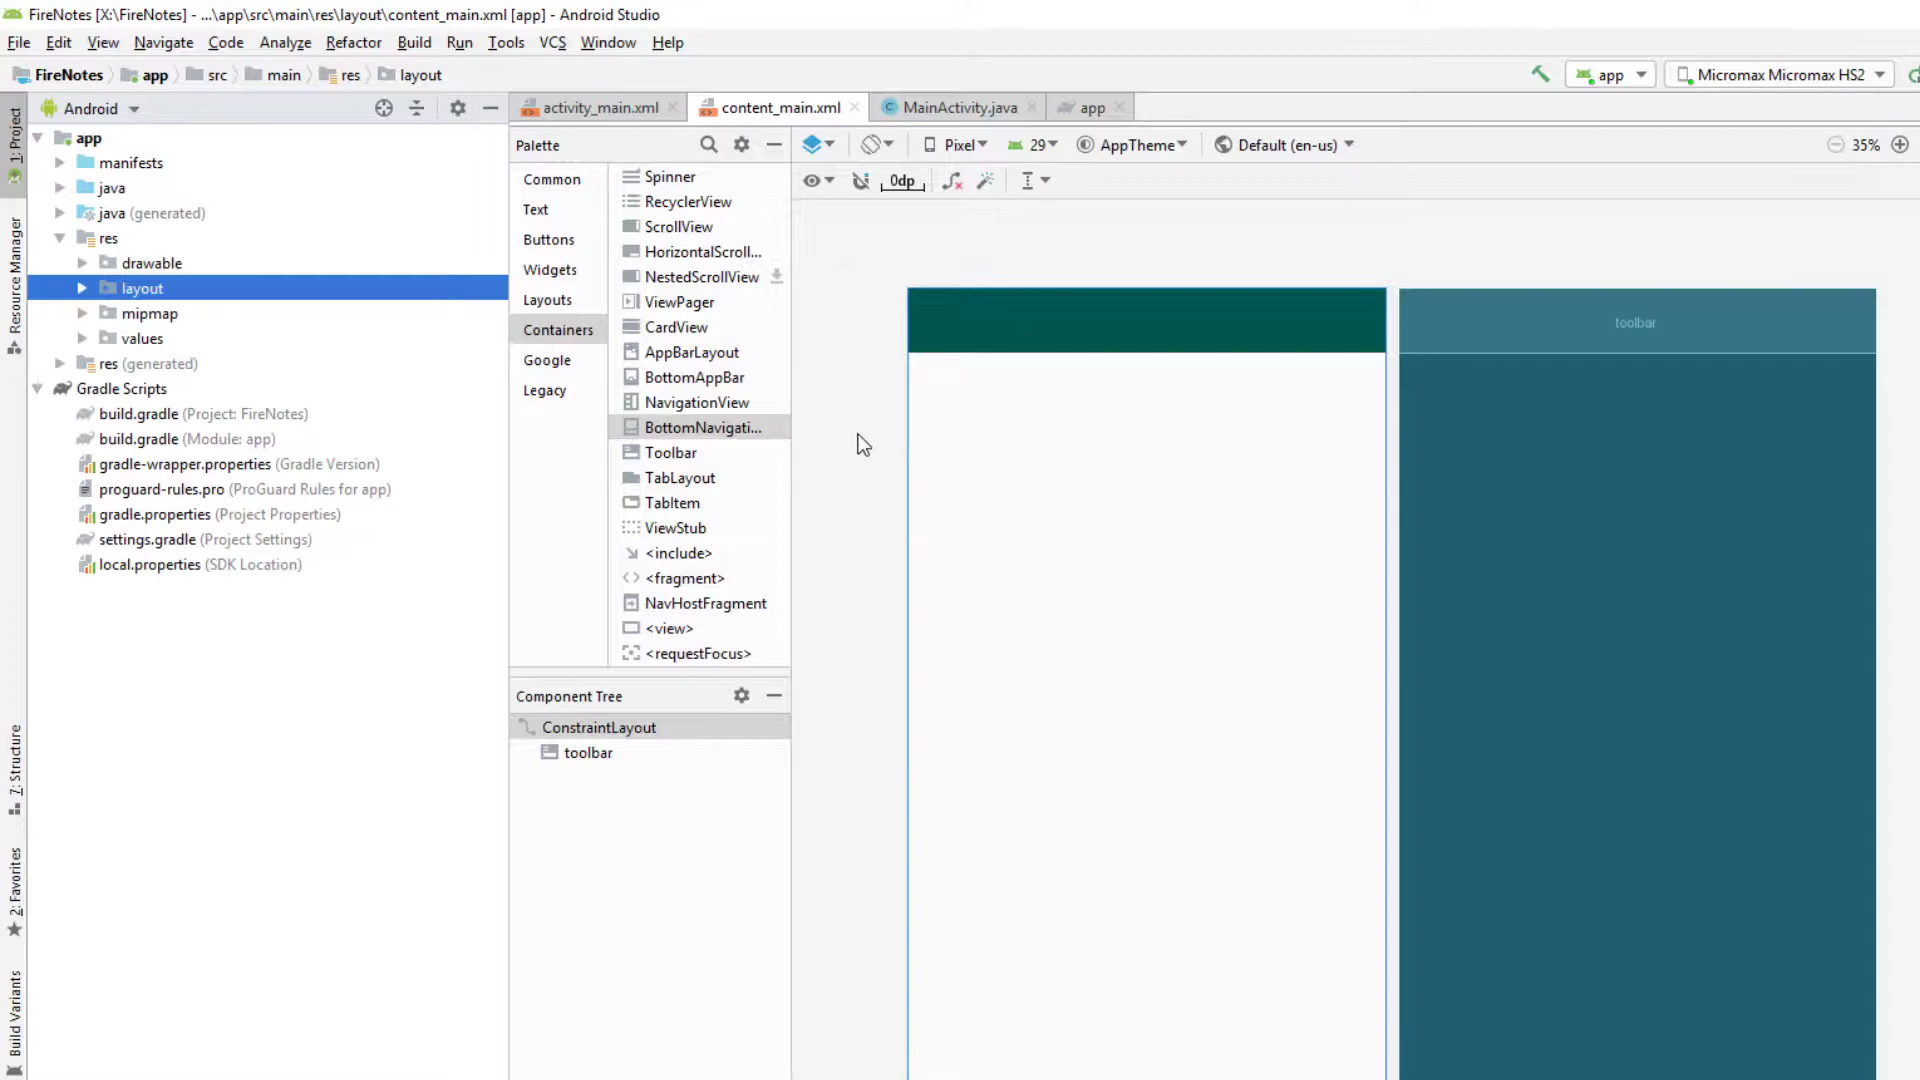 FireNotes [X:\FireNotes] - ...\app\src\main\res\layout\content_main.xml [app] - Android Studio
File Edit View Navigate Code Analyze Refactor Build Run Tools VCS Window Help
FireNotes app src main res layout app Micromax Micromax HS2
Android activity_main.xml content_main.xml MainActivity.java app
1: Project
Resource Manager
7: Structure
2: Favorites
Build Variants
app
manifests
java
java (generated)
res
drawable
layout
mipmap
values
res (generated)
Gradle Scripts
build.gradle (Project: FireNotes)
build.gradle (Module: app)
gradle-wrapper.properties (Gradle Version)
proguard-rules.pro (ProGuard Rules for app)
gradle.properties (Project Properties)
settings.gradle (Project Settings)
local.properties (SDK Location)
Palette
Common
Text
Buttons
Widgets
Layouts
Containers
Google
Legacy
Spinner
RecyclerView
ScrollView
HorizontalScroll...
NestedScrollView
ViewPager
CardView
AppBarLayout
BottomAppBar
NavigationView
BottomNavigati...
Toolbar
TabLayout
TabItem
ViewStub
<include>
<fragment>
NavHostFragment
<view>
<requestFocus>
Component Tree
ConstraintLayout
toolbar
Pixel 29 AppTheme Default (en-us) 35%
0dp
toolbar